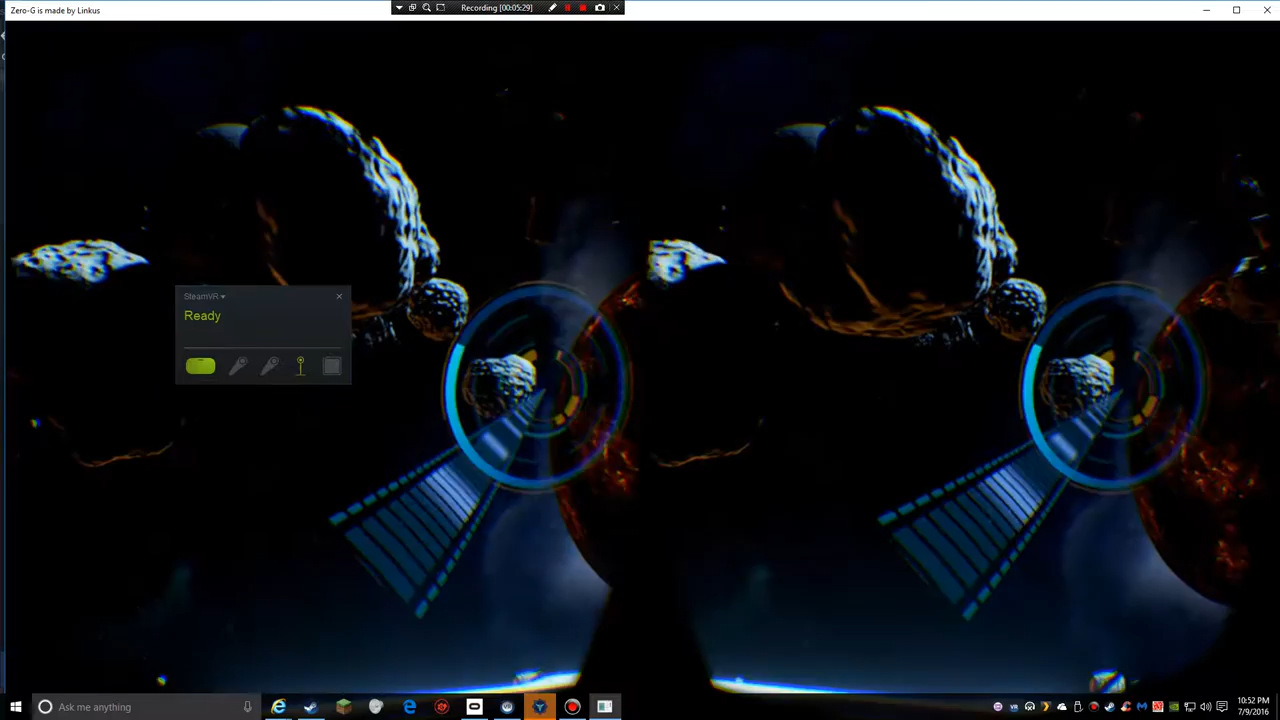 Zero-G is made by Linkus
Recording [00:05:29]
SteamVR
Ready
Ask me anything
10:52 PM
7/9/2016